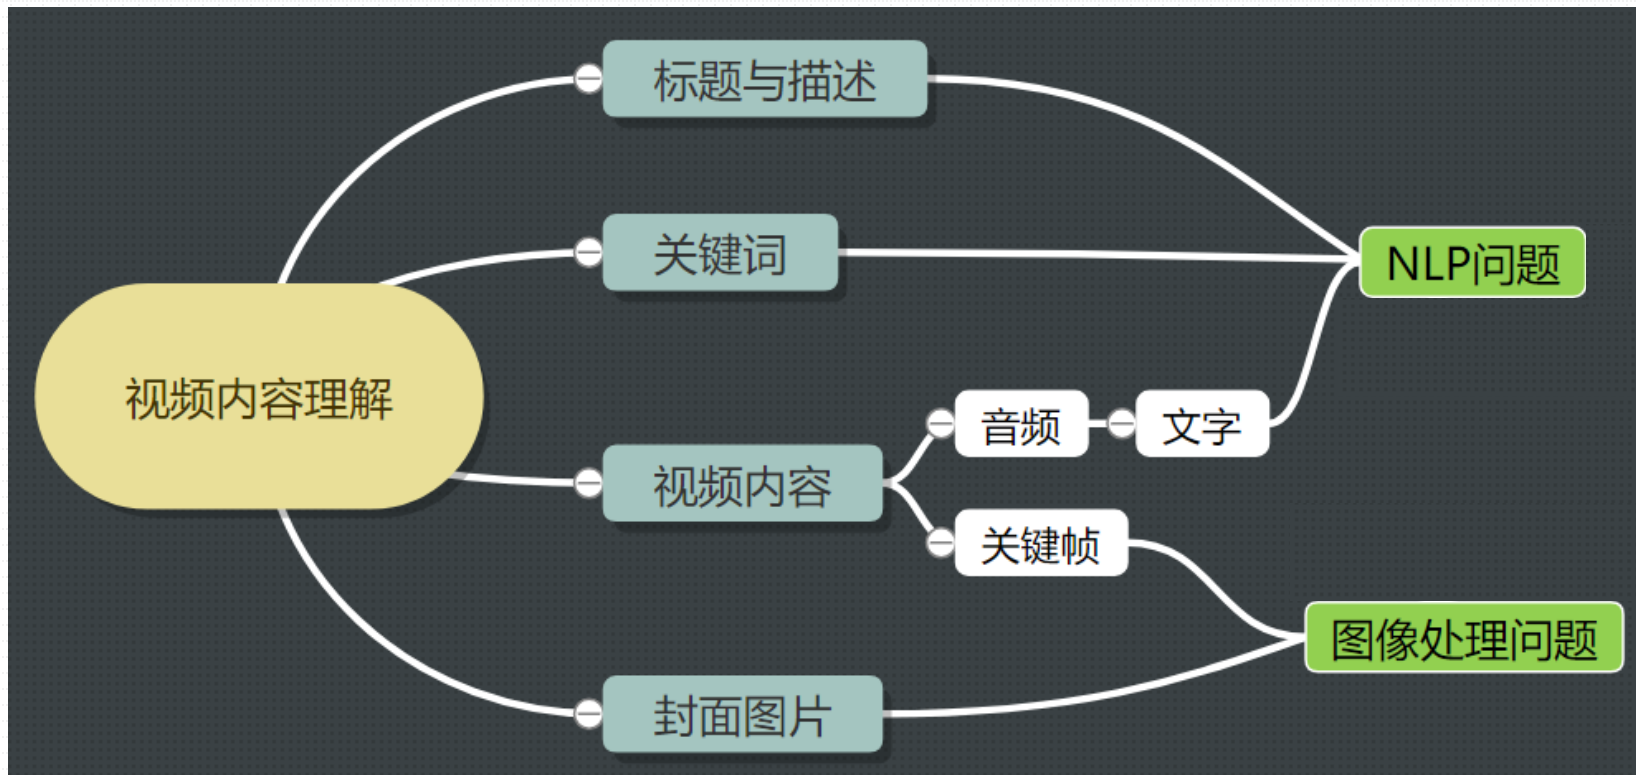 标题与描述
关键词
NLP问题
视频内容理解
音频
文字
视频内容
关键帧
图像处理问题
封面图片